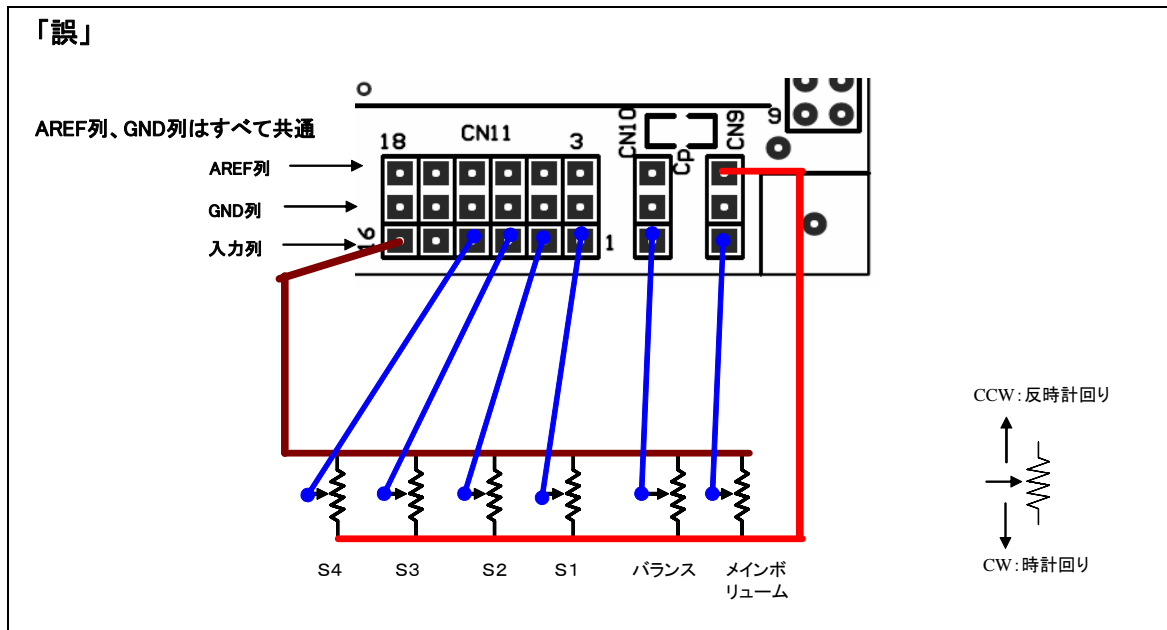 「誤」
AREF列、GND列はすべて共通
AREF列
GND列
入力列
18
CN11
3
16
1
CN10
CP
CN9
9
CCW：反時計回り
CW：時計回り
S4
S3
S2
S1
バランス
メインボ
リューム